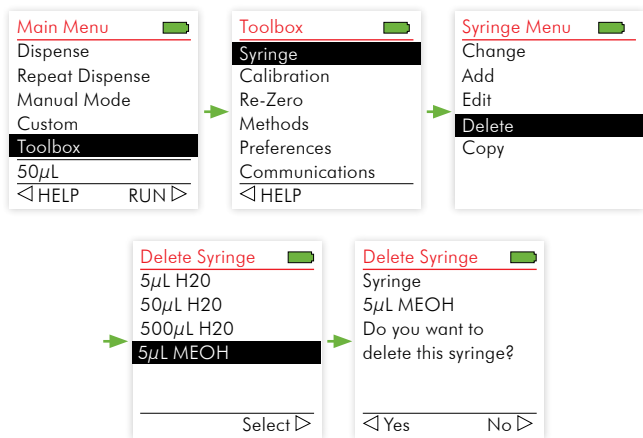 Main Menu
Dispense
Repeat Dispense
Manual Mode
Custom
Toolbox
50µL
◁ HELP RUN ▷
Toolbox
Syringe
Calibration
Re-Zero
Methods
Preferences
Communications
◁ HELP
Syringe Menu
Change
Add
Edit
Delete
Copy
Delete Syringe
5µL H20
50µL H20
500µL H20
5µL MEOH
Select ▷
Delete Syringe
Syringe
5µL MEOH
Do you want to
delete this syringe?
◁ Yes No ▷